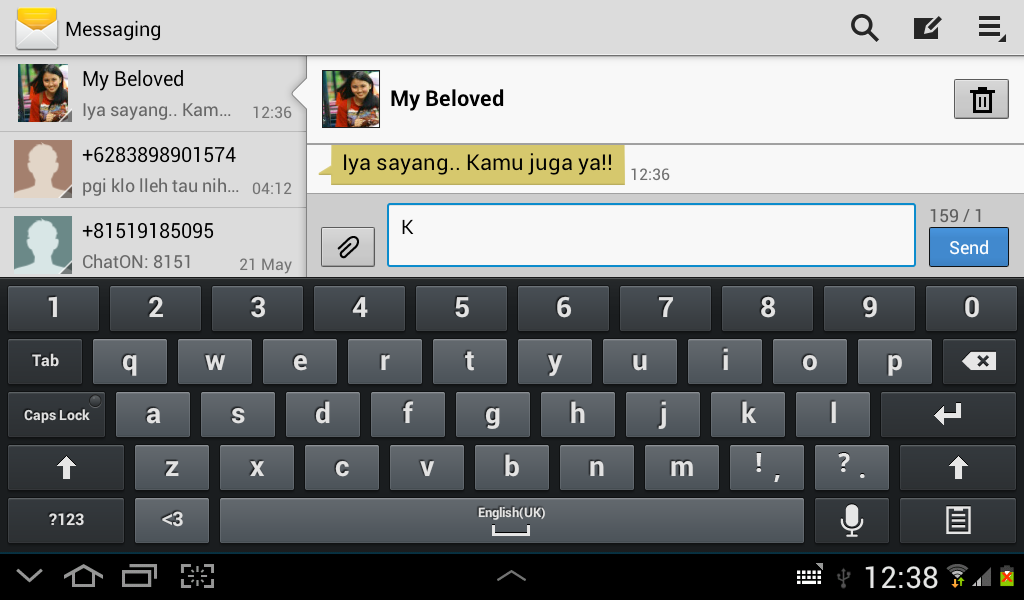 Messaging
My Beloved
Iya sayang.. Kam... 12:36
+6283898901574
pgi klo lleh tau nih... 04:12
+81519185095
ChatON: 8151 21 May
My Beloved
Iya sayang.. Kamu juga ya!! 12:36
K
159 / 1
Send
1 2 3 4 5 6 7 8 9 0
Tab q w e r t y u i o p
Caps Lock a s d f g h j k l
z x c v b n m ! , ? .
?123 <3 English(UK)
12:38